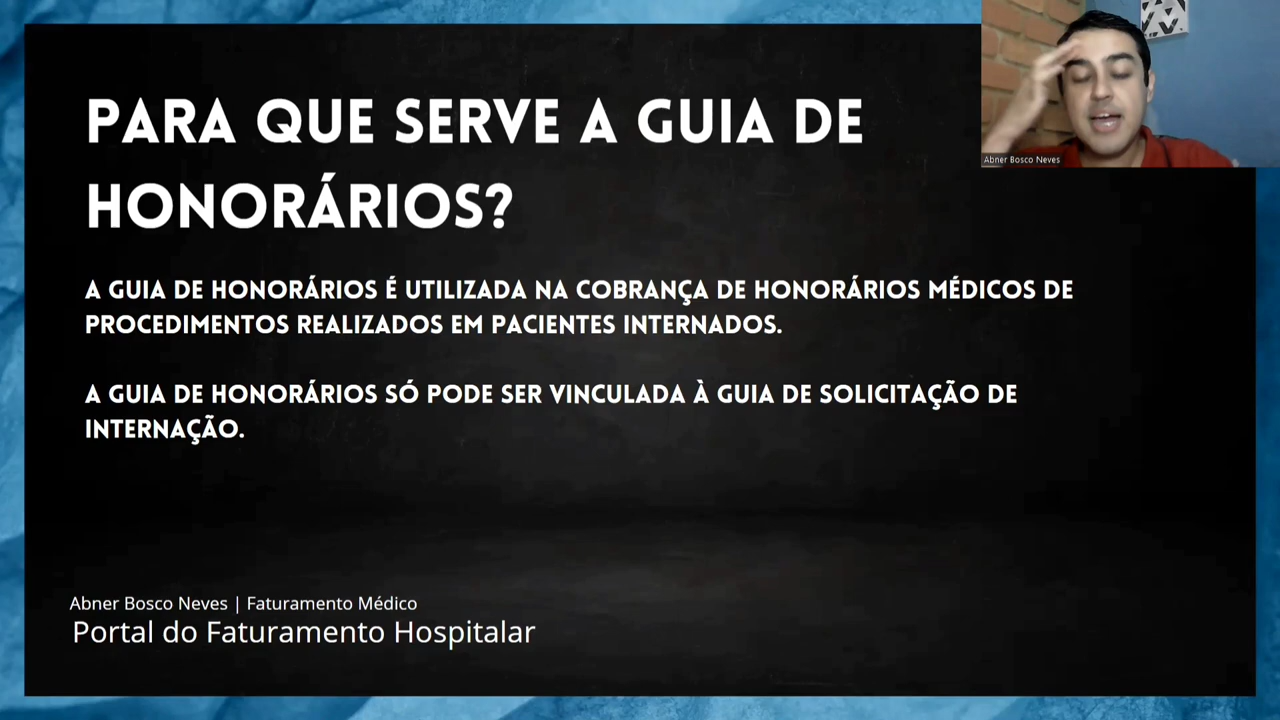 PARA QUE SERVE A GUIA DE
HONORÁRIOS?
A GUIA DE HONORÁRIOS É UTILIZADA NA COBRANÇA DE HONORÁRIOS MÉDICOS DE
PROCEDIMENTOS REALIZADOS EM PACIENTES INTERNADOS.
A GUIA DE HONORÁRIOS SÓ PODE SER VINCULADA À GUIA DE SOLICITAÇÃO DE
INTERNAÇÃO.
Abner Bosco Neves | Faturamento Médico
Portal do Faturamento Hospitalar
Abner Bosco Neves